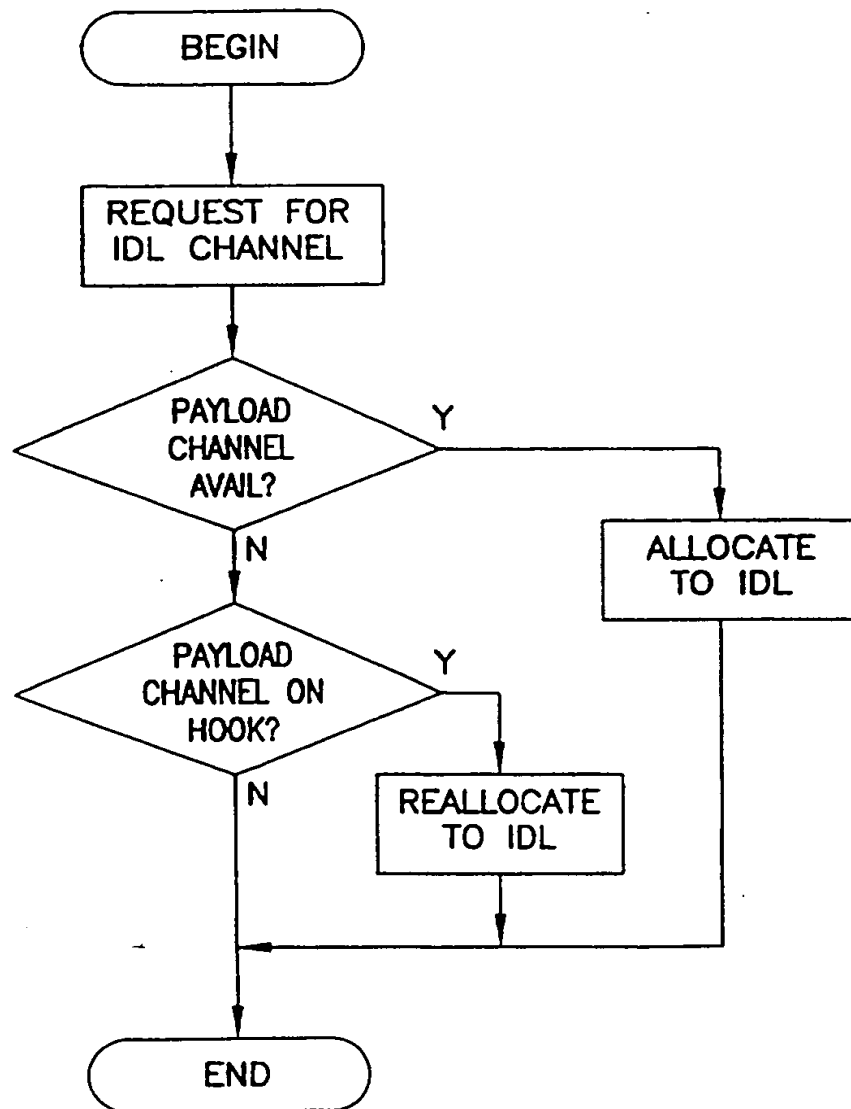 BEGIN
REQUEST FOR
IDL CHANNEL
PAYLOAD
CHANNEL
AVAIL?
Y
N
ALLOCATE
TO IDL
PAYLOAD
CHANNEL ON
HOOK?
Y
N
REALLOCATE
TO IDL
END